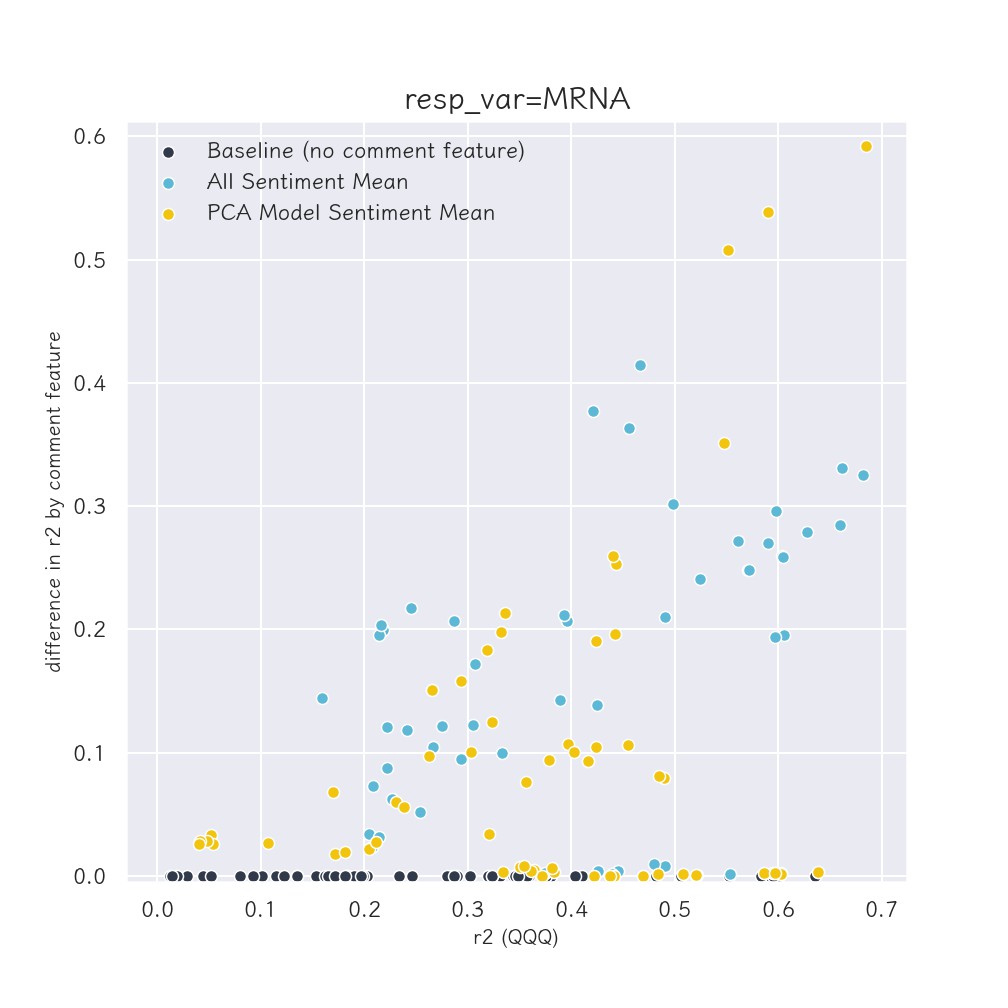 resp_var=MRNA
Baseline (no comment feature)
All Sentiment Mean
PCA Model Sentiment Mean
difference in r2 by comment feature
0.6
0.5
0.4
0.3
0.2
0.1
0.0
0.0 0.1 0.2 0.3 0.4 0.5 0.6 0.7
r2 (QQQ)